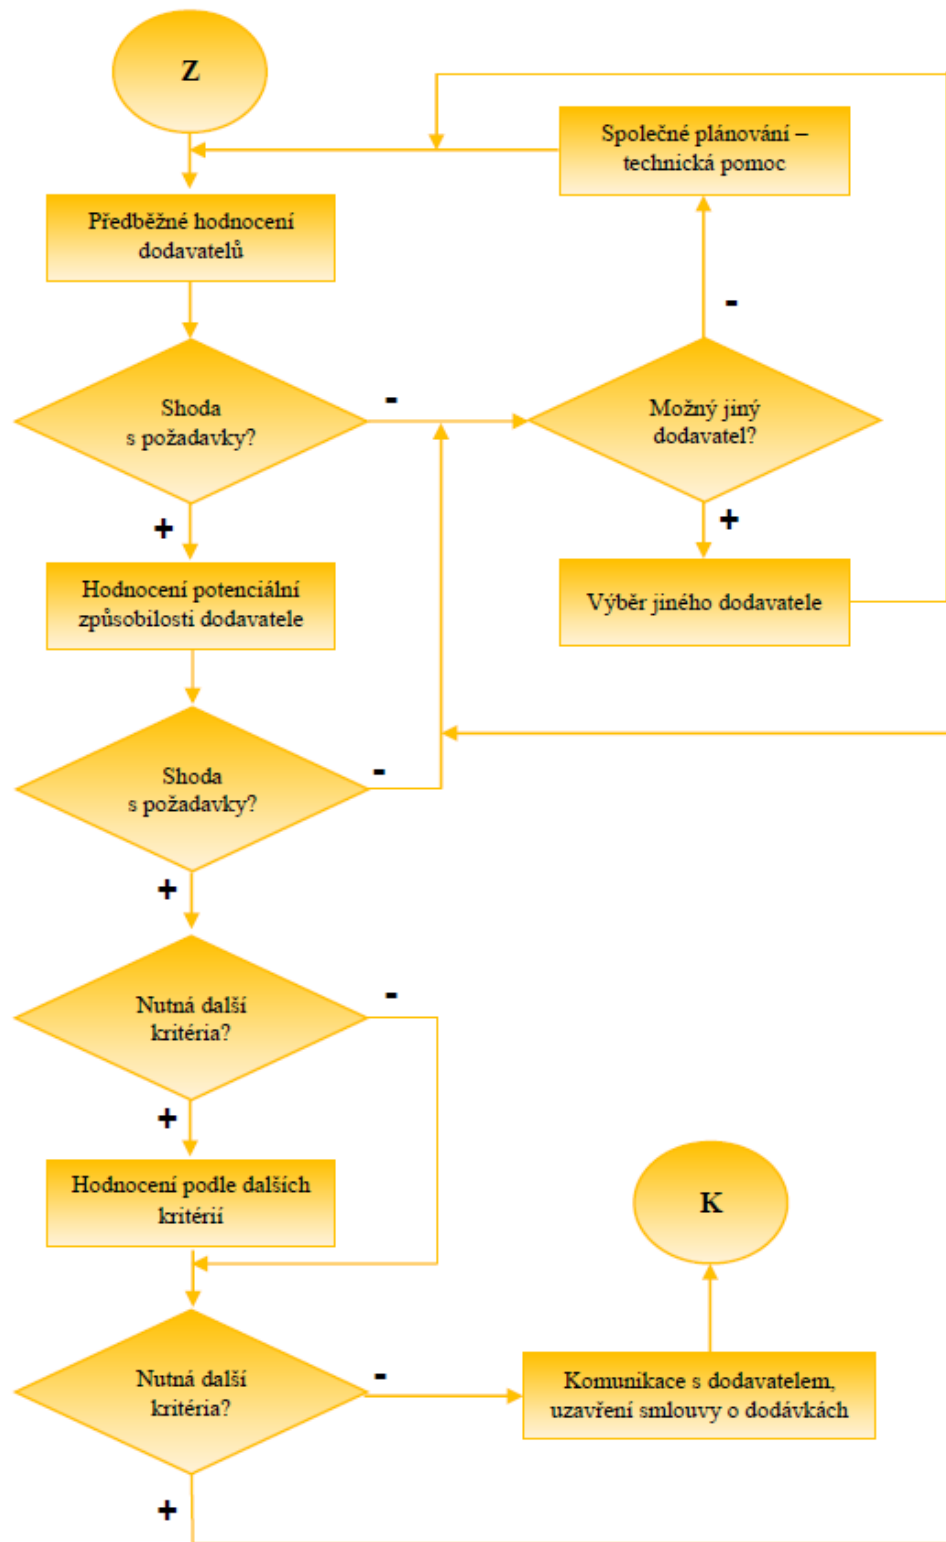 Z
Společné plánování –
technická pomoc
Předběžné hodnocení
dodavatelů
-
Shoda
s požadavky?
-
Možný jiný
dodavatel?
+
+
Hodnocení potenciální
způsobilosti dodavatele
Výběr jiného dodavatele
Shoda
s požadavky?
-
+
Nutná další
kritéria?
-
+
Hodnocení podle dalších
kritérií
K
Nutná další
kritéria?
-
Komunikace s dodavatelem,
uzavření smlouvy o dodávkách
+